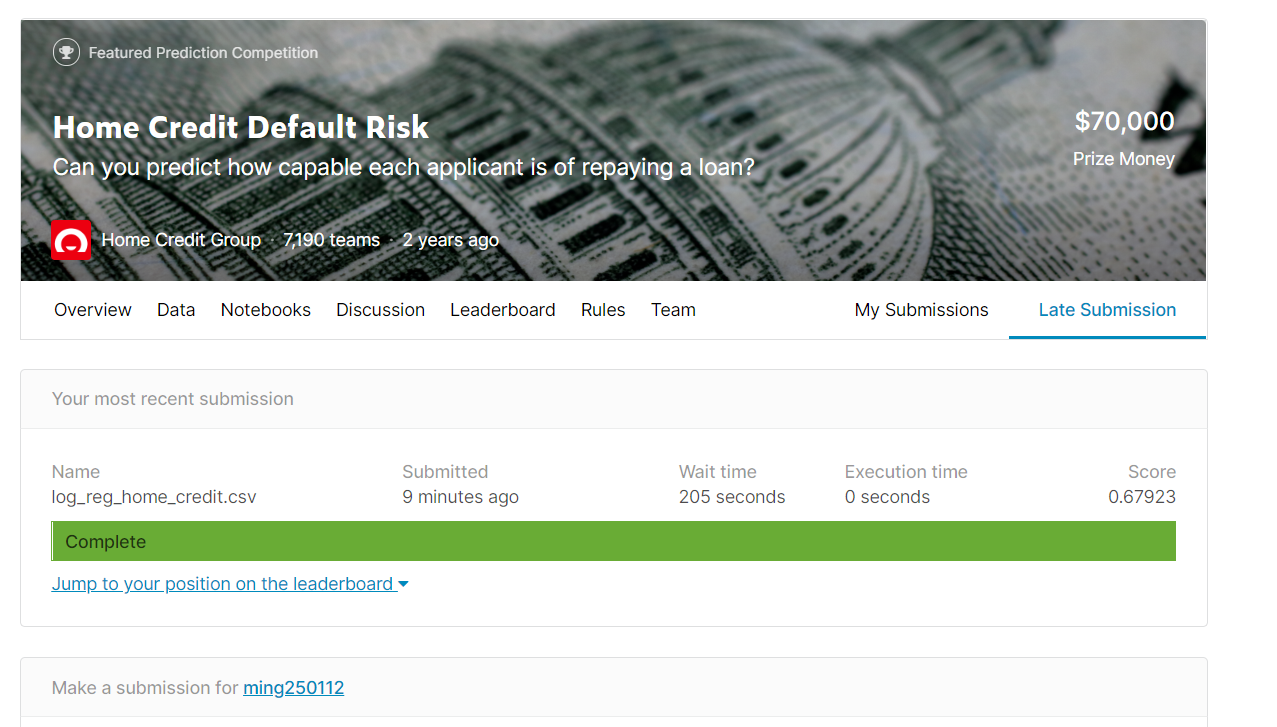 Featured Prediction Competition
Home Credit Default Risk
Can you predict how capable each applicant is of repaying a loan?
$70,000
Prize Money
Home Credit Group · 7,190 teams · 2 years ago
Overview Data Notebooks Discussion Leaderboard Rules Team My Submissions Late Submission
Your most recent submission
Name Submitted Wait time Execution time Score
log_reg_home_credit.csv 9 minutes ago 205 seconds 0 seconds 0.67923
Complete
Jump to your position on the leaderboard
Make a submission for ming250112